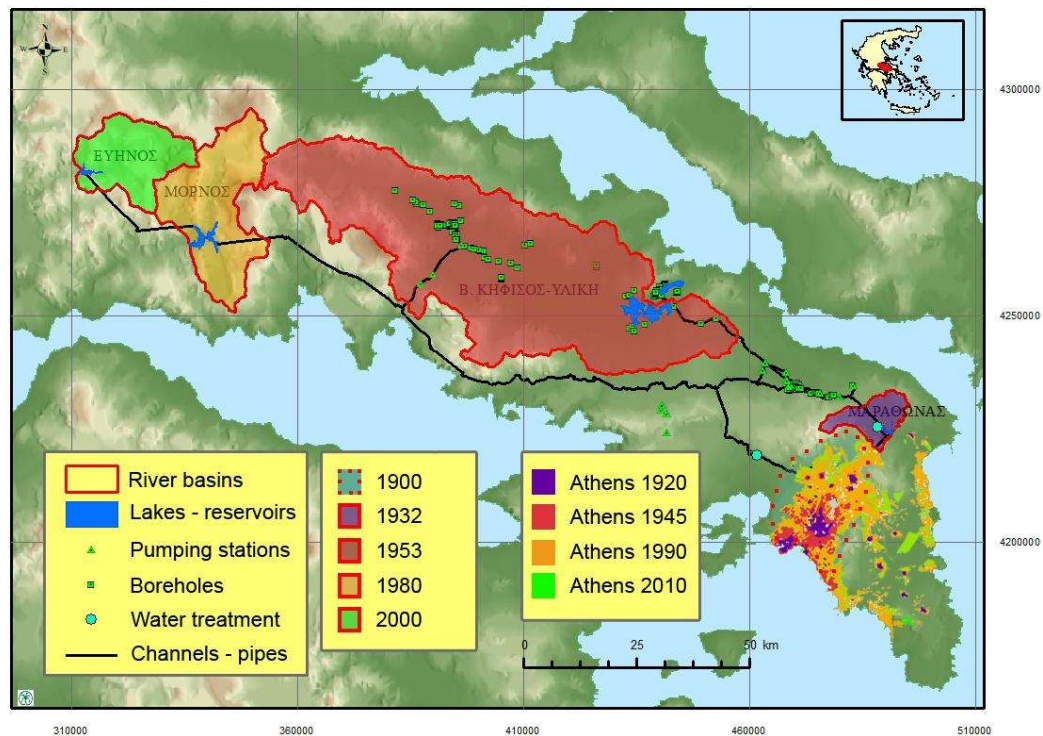 N
W E
S
4300000
ΕΥΗΝΟΣ
ΜΟΡΝΟΣ
Β. ΚΗΦΙΣΟΣ-ΥΛΙΚΗ
4250000
ΜΑΡΑΘΩΝΑΣ
River basins
Lakes - reservoirs
Pumping stations
Boreholes
Water treatment
Channels - pipes
1900
1932
1953
1980
2000
Athens 1920
Athens 1945
Athens 1990
Athens 2010
4200000
0 25 50 km
310000 360000 410000 460000 510000